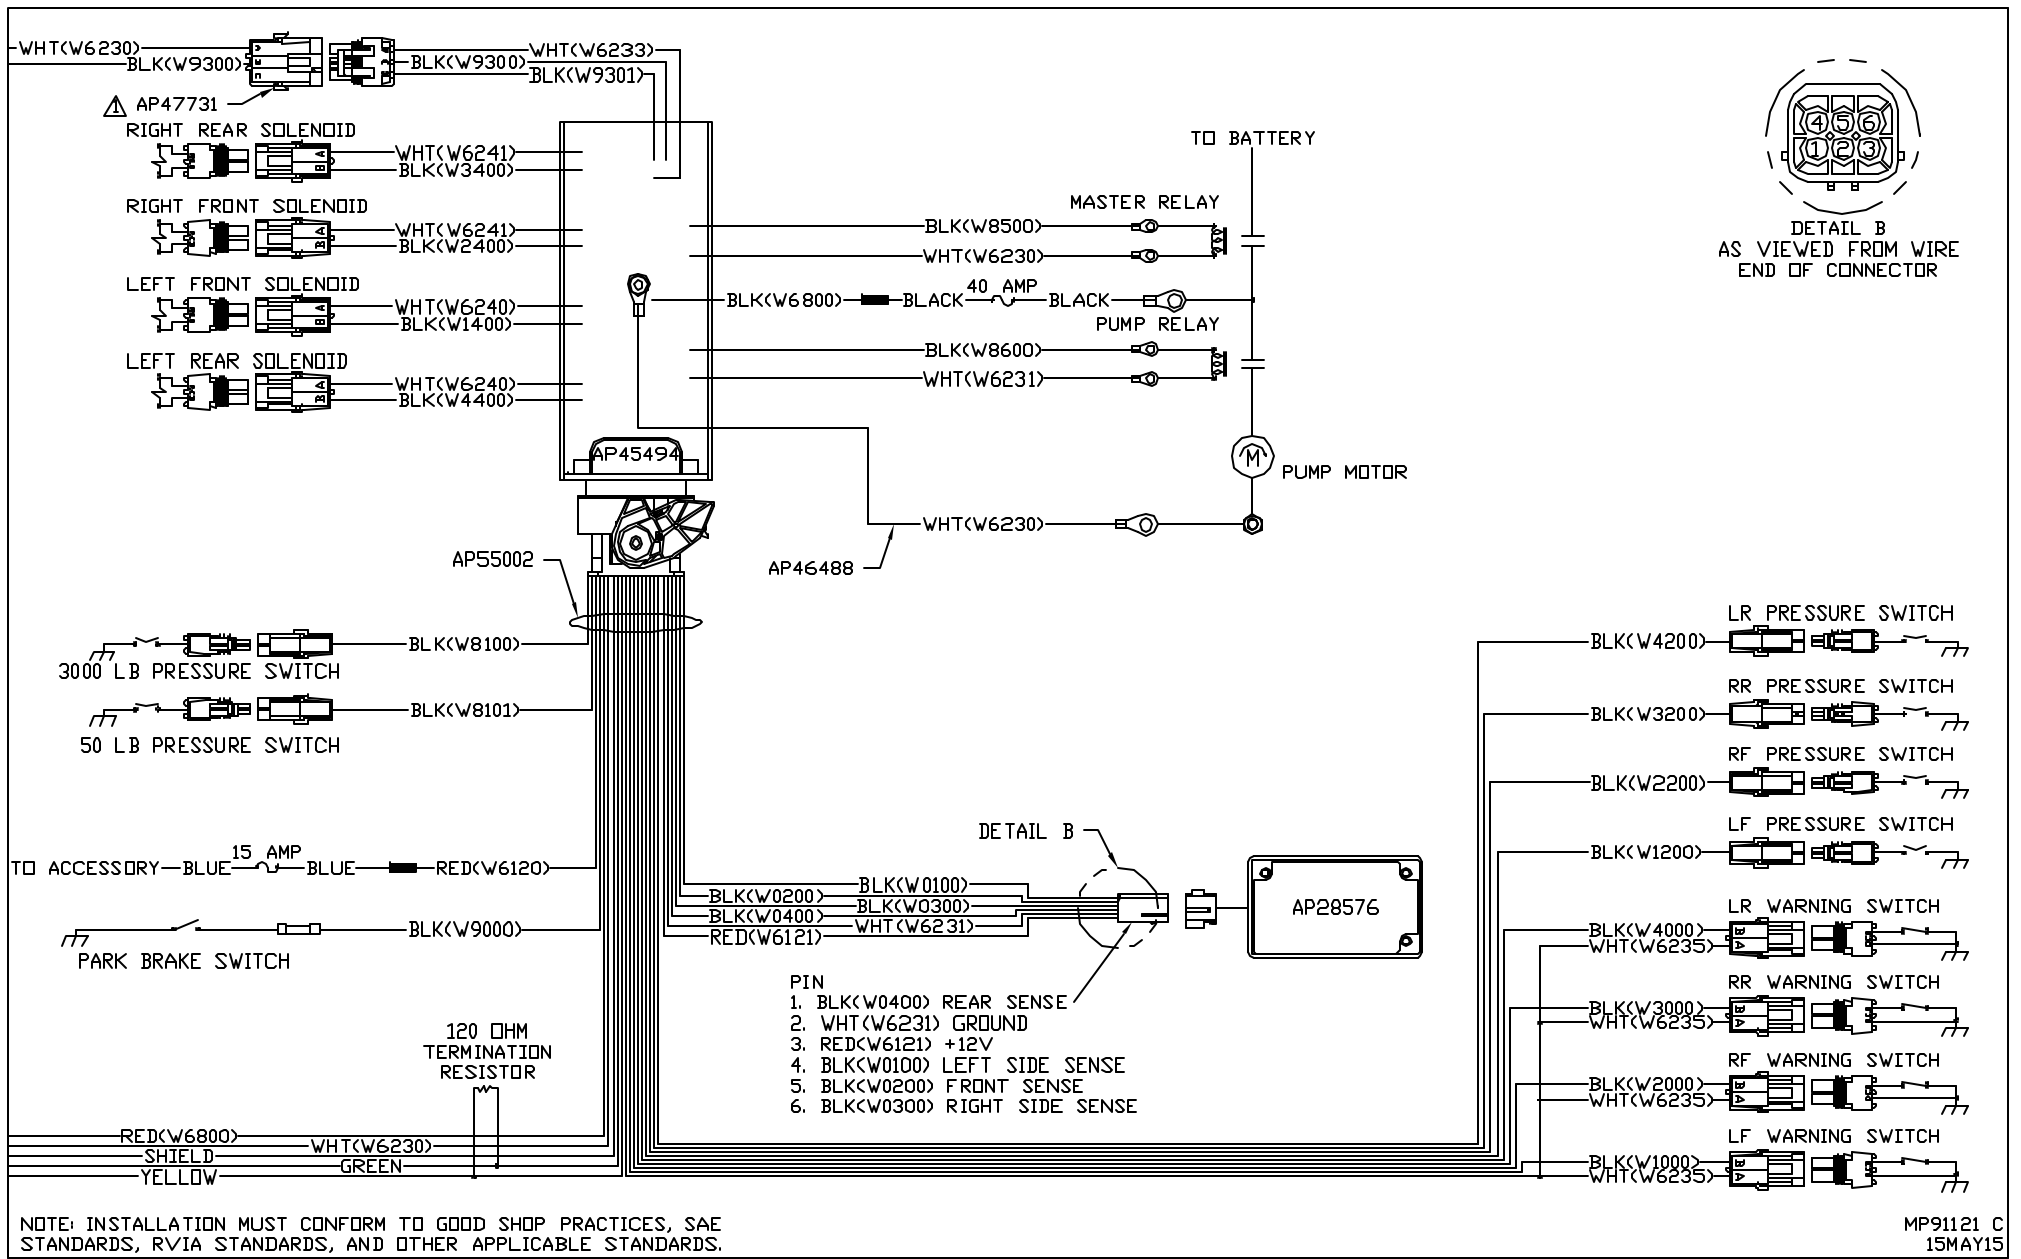 WHT(W6230)
BLK(W9300)
WHT(W6233)
BLK(W9300)
BLK(W9301)
1 AP47731
RIGHT REAR SOLENOID
A
B
WHT(W6241)
BLK(W3400)
RIGHT FRONT SOLENOID
A
B
WHT(W6241)
BLK(W2400)
LEFT FRONT SOLENOID
A
B
WHT(W6240)
BLK(W1400)
LEFT REAR SOLENOID
A
B
WHT(W6240)
BLK(W4400)
TO BATTERY
MASTER RELAY
BLK(W8500)
WHT(W6230)
BLK(W6800) BLACK 40 AMP BLACK
PUMP RELAY
BLK(W8600)
WHT(W6231)
M
PUMP MOTOR
WHT(W6230)
AP46488
AP45494
AP55002
4 5 6
1 2 3
DETAIL B
AS VIEWED FROM WIRE
END OF CONNECTOR
BLK(W8100)
3000 LB PRESSURE SWITCH
BLK(W8101)
50 LB PRESSURE SWITCH
TO ACCESSORY BLUE 15 AMP BLUE RED(W6120)
BLK(W9000)
PARK BRAKE SWITCH
120 OHM
TERMINATION
RESISTOR
RED(W6800)
WHT(W6230)
SHIELD
GREEN
YELLOW
DETAIL B
BLK(W0100)
BLK(W0200)
BLK(W0300)
BLK(W0400)
WHT(W6231)
RED(W6121)
AP28576
PIN
1. BLK(W0400) REAR SENSE
2. WHT(W6231) GROUND
3. RED(W6121) +12V
4. BLK(W0100) LEFT SIDE SENSE
5. BLK(W0200) FRONT SENSE
6. BLK(W0300) RIGHT SIDE SENSE
LR PRESSURE SWITCH
BLK(W4200)
RR PRESSURE SWITCH
BLK(W3200)
RF PRESSURE SWITCH
BLK(W2200)
LF PRESSURE SWITCH
BLK(W1200)
LR WARNING SWITCH
BLK(W4000)
WHT(W6235)
B
A
RR WARNING SWITCH
BLK(W3000)
WHT(W6235)
B
A
RF WARNING SWITCH
BLK(W2000)
WHT(W6235)
B
A
LF WARNING SWITCH
BLK(W1000)
WHT(W6235)
B
A
NOTE: INSTALLATION MUST CONFORM TO GOOD SHOP PRACTICES, SAE
STANDARDS, RVIA STANDARDS, AND OTHER APPLICABLE STANDARDS.
MP91121 C
15MAY15